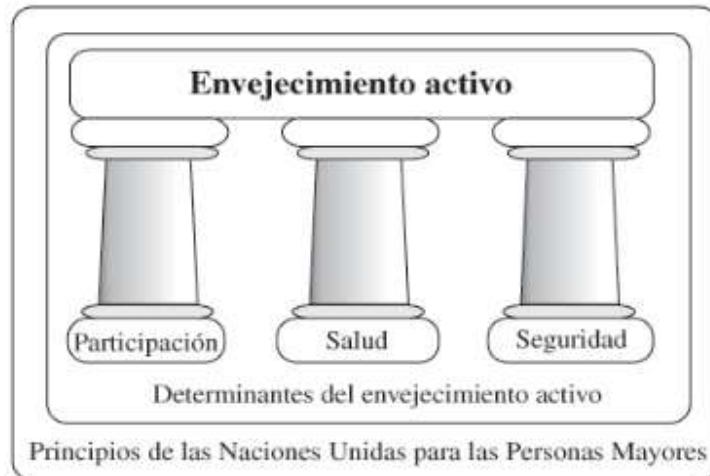 Envejecimiento activo
Participación
Salud
Seguridad
Determinantes del envejecimiento activo
Principios de las Naciones Unidas para las Personas Mayores